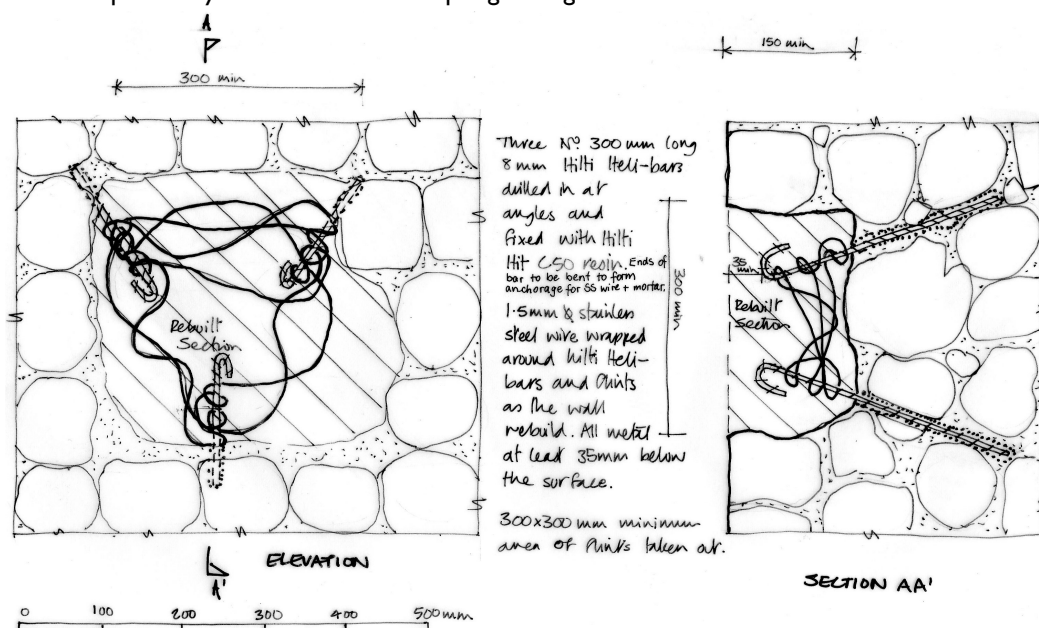 A
300 min
150 min
Three No 300 mm long
8mm Hilti Heli-bars
drilled in at
angles and
fixed with Hilti
Hit C50 resin. Ends of
bar to be bent to form
anchorage for SS wire + mortar.
1.5mm ϕ stainless
steel wire wrapped
around hilti Heli-
bars and flints
as the wall
rebuild. All metal
at least 35mm below
the surface.
300x300 mm minimum
area of flints taken out.
Rebuilt
Section
300 min
35
min
Rebuilt
Section
ELEVATION
A'
SECTION AA'
0 100 200 300 400 500mm